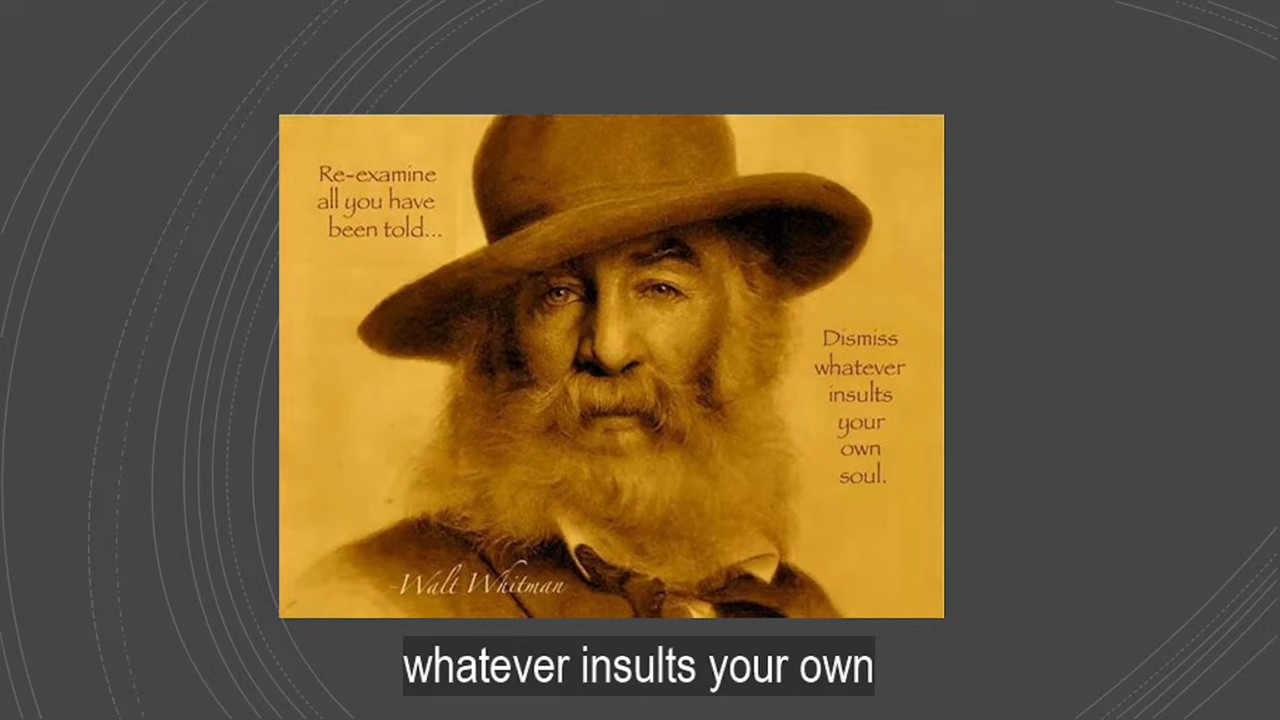 Re-examine
all you have
been told...
Dismiss
whatever
insults
your
own
soul.
-Walt Whitman
whatever insults your own